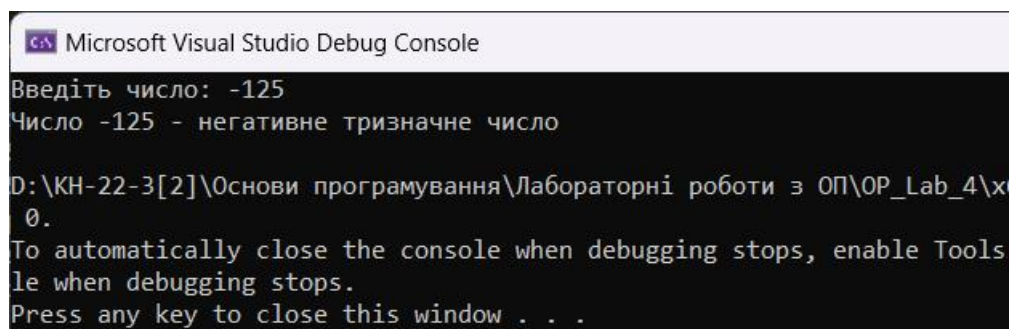 Microsoft Visual Studio Debug Console
Введіть число: -125
Число -125 - негативне тризначне число
D:\КН-22-3[2]\Основи програмування\Лабораторні роботи з ОП\OP_Lab_4\x
0.
To automatically close the console when debugging stops, enable Tools
le when debugging stops.
Press any key to close this window . . .